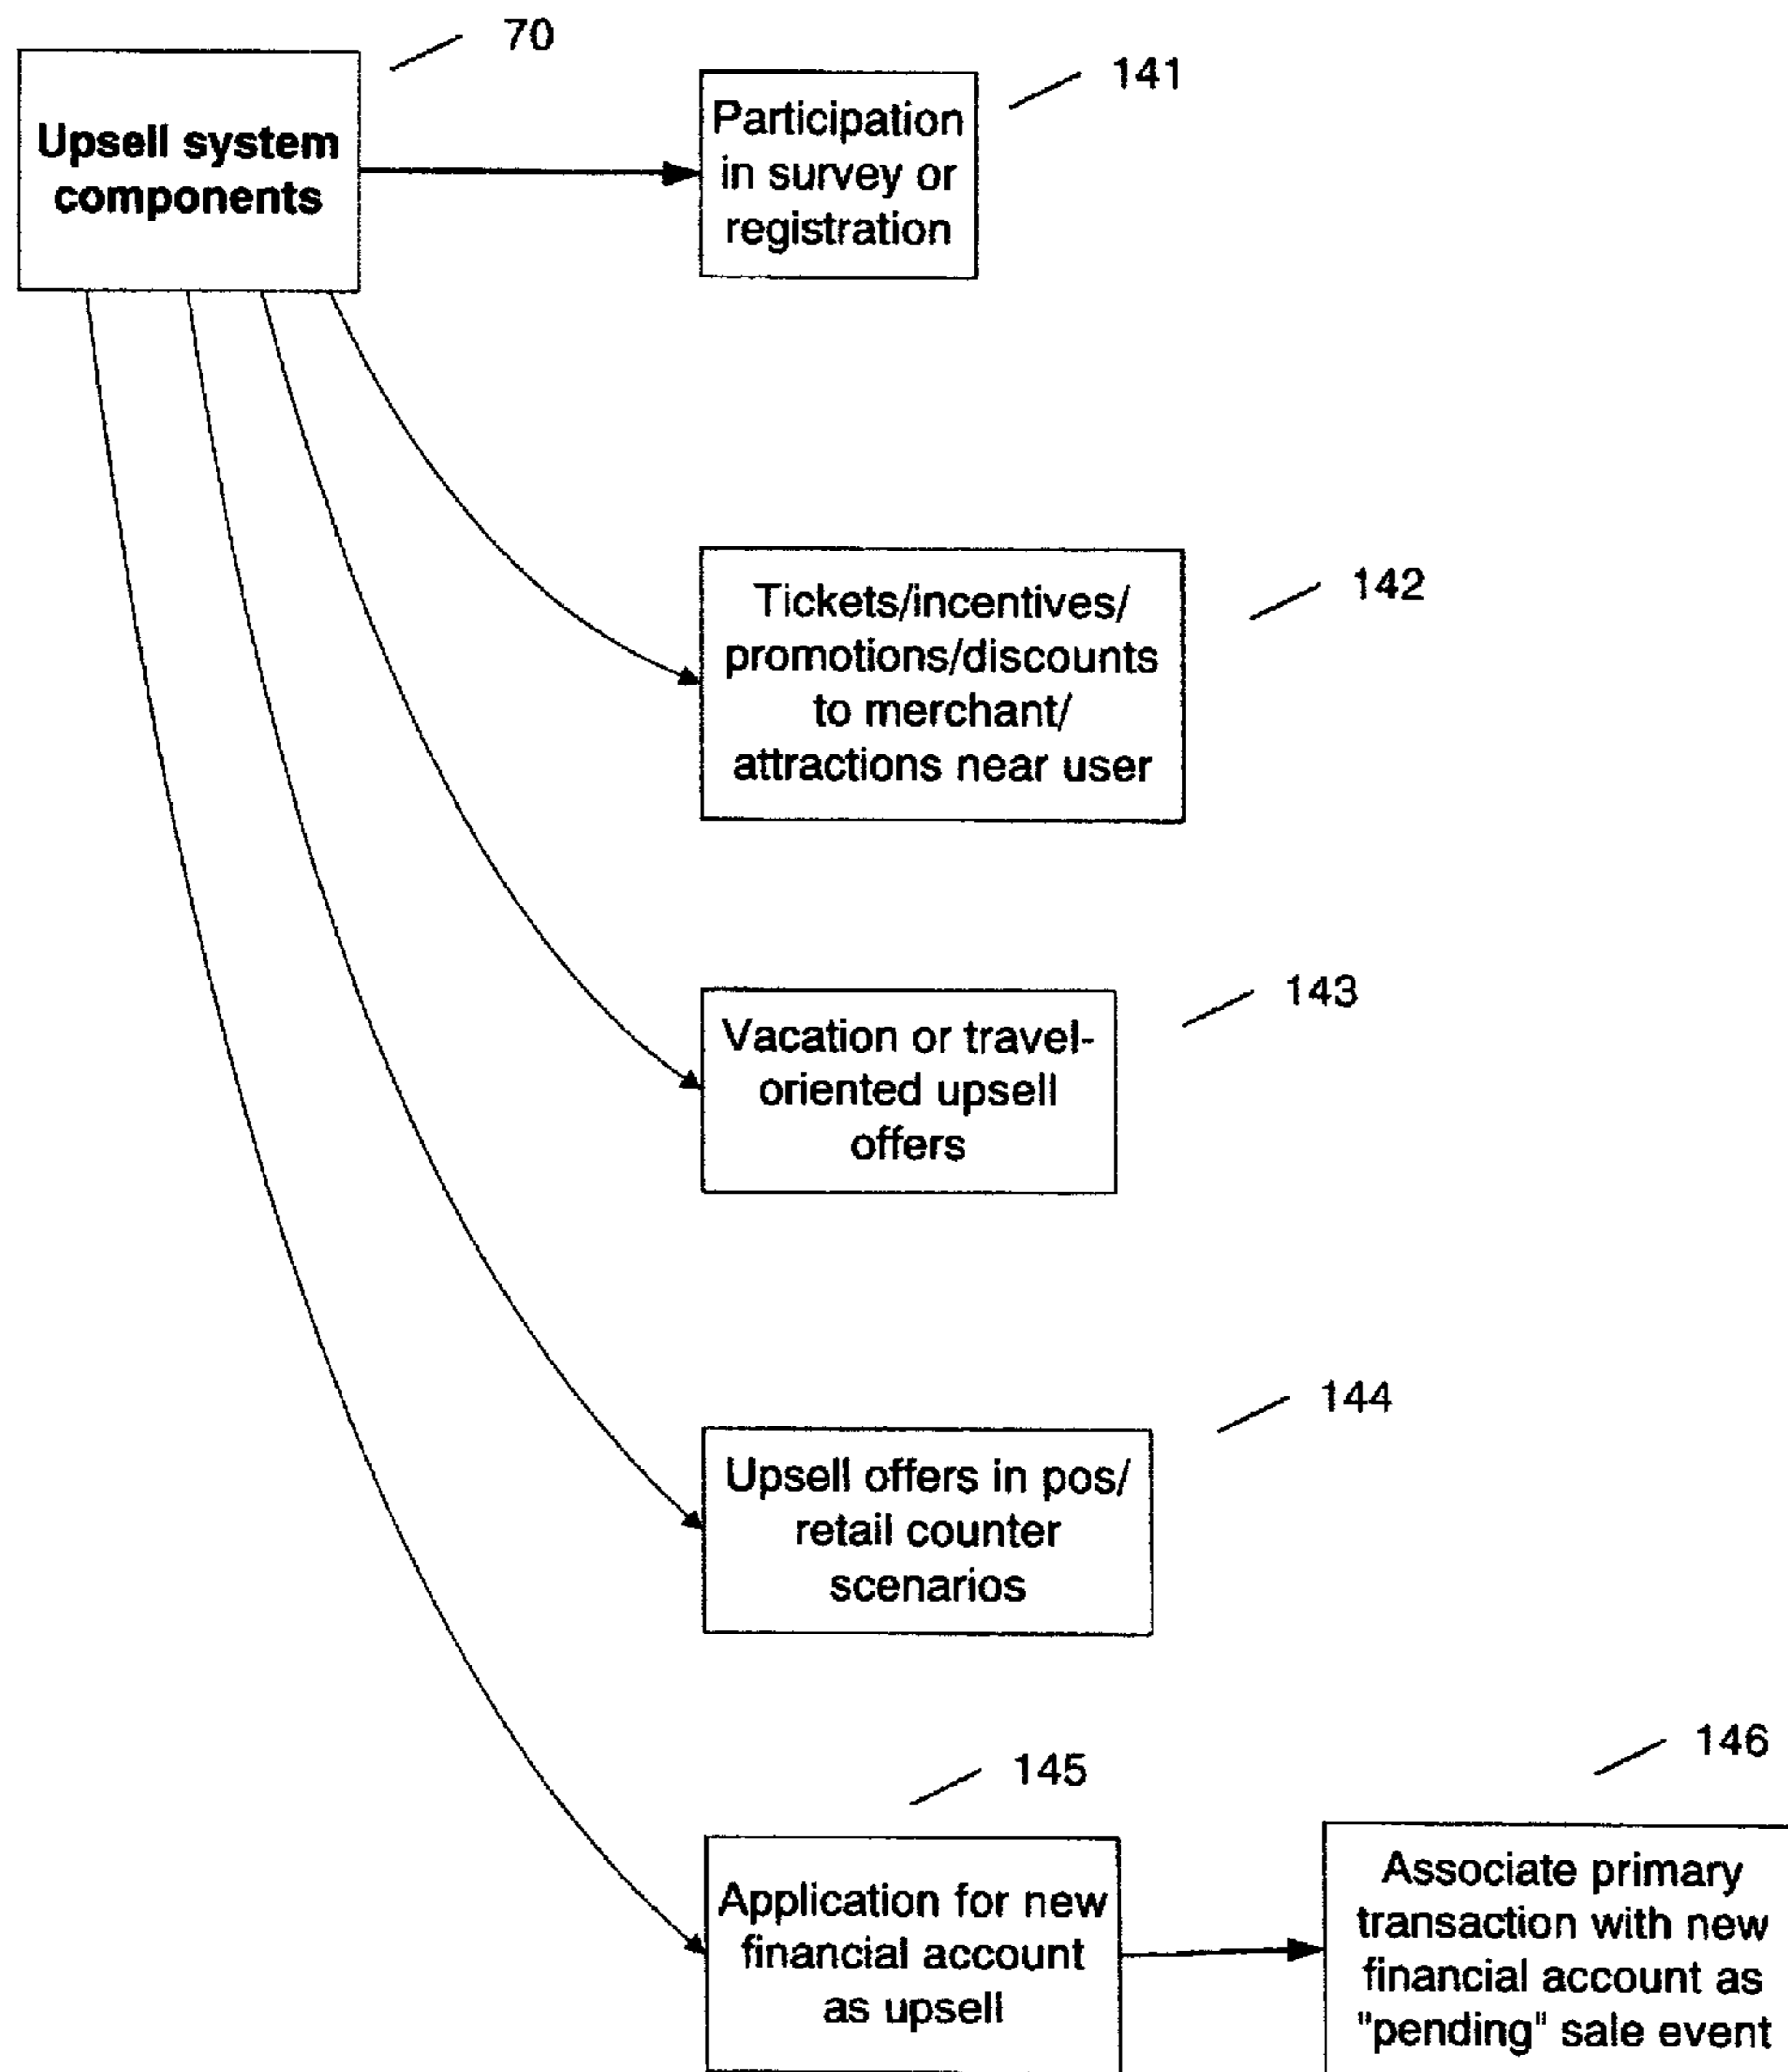 70
Upsell system
components
141
Participation
in survey or
registration
142
Tickets/incentives/
promotions/discounts
to merchant/
attractions near user
143
Vacation or travel-
oriented upsell
offers
144
Upsell offers in pos/
retail counter
scenarios
145
Application for new
financial account
as upsell
146
Associate primary
transaction with new
financial account as
"pending" sale event